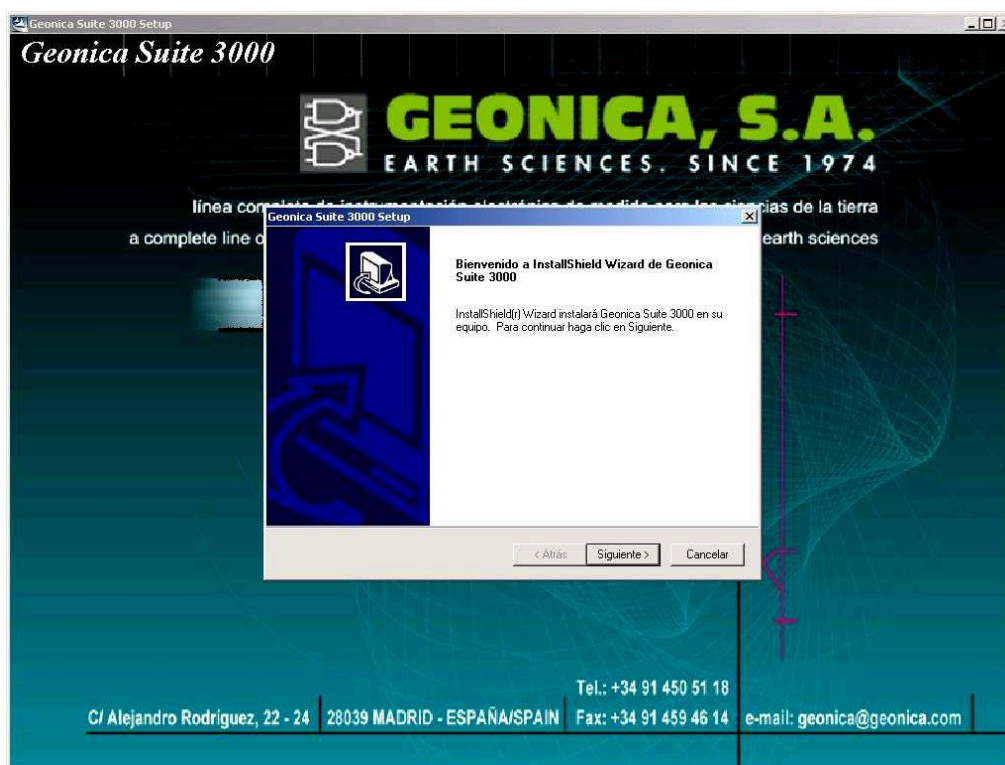 Geonica Suite 3000 Setup
Geonica Suite 3000
GEONICA, S.A.
EARTH SCIENCES. SINCE 1974
línea com
ciencias de la tierra
a complete line o
earth sciences
Geonica Suite 3000 Setup
Bienvenido a InstallShield Wizard de Geonica
Suite 3000
InstallShield(r) Wizard instalará Geonica Suite 3000 en su
equipo. Para continuar haga clic en Siguiente.
< Atrás
Siguiente >
Cancelar
Tel.: +34 91 450 51 18
C/ Alejandro Rodríguez, 22 - 24 28039 MADRID - ESPAÑA/SPAIN Fax: +34 91 459 46 14 e-mail: geonica@geonica.com